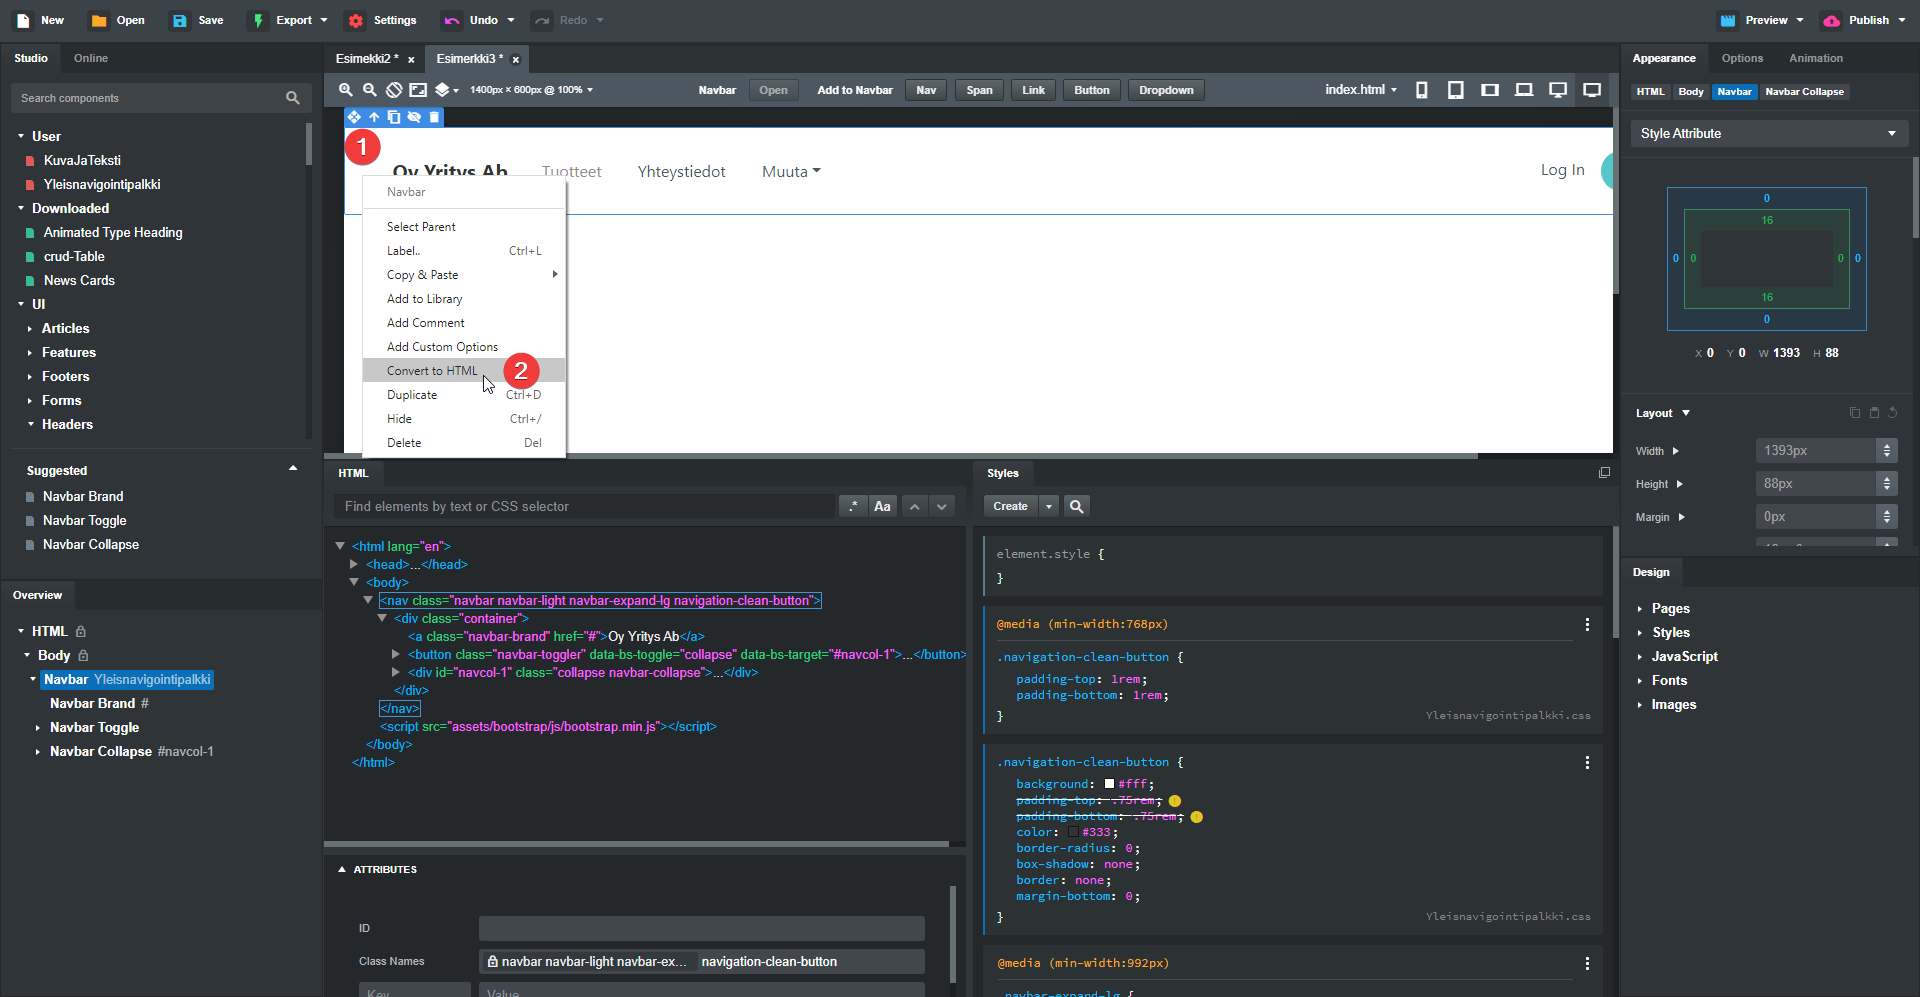 New Open Save Export Settings Undo Redo Preview Publish
Studio Online
Search components
User
KuvaJaTeksti
Yleisnavigointipalkki
Downloaded
Animated Type Heading
crud-Table
News Cards
UI
Articles
Features
Footers
Forms
Headers
Suggested
Navbar Brand
Navbar Toggle
Navbar Collapse
Overview
HTML
Body
Navbar Yleisnavigointipalkki
Navbar Brand #
Navbar Toggle
Navbar Collapse #navcol-1
Esimekki2 * × Esimerkki3 * ×
1400px × 600px @ 100% Navbar Open Add to Navbar Nav Span Link Button Dropdown index.html
1
Oy Yritys Ab Tuotteet Yhteystiedot Muuta Log In
Navbar
Select Parent
Label.. Ctrl+L
Copy & Paste
Add to Library
Add Comment
Add Custom Options
Convert to HTML 2
Duplicate Ctrl+D
Hide Ctrl+/
Delete Del
HTML
Find elements by text or CSS selector .* Aa
<html lang="en">
<head>...</head>
<body>
<nav class="navbar navbar-light navbar-expand-lg navigation-clean-button">
<div class="container">
<a class="navbar-brand" href="#">Oy Yritys Ab</a>
<button class="navbar-toggler" data-bs-toggle="collapse" data-bs-target="#navcol-1">...</button>
<div id="navcol-1" class="collapse navbar-collapse">...</div>
</div>
</nav>
<script src="assets/bootstrap/js/bootstrap.min.js"></script>
</body>
</html>
ATTRIBUTES
ID
Class Names navbar navbar-light navbar-ex... navigation-clean-button
Key Value
Styles
Create
element.style {
}
@media (min-width:768px)
.navigation-clean-button {
padding-top: 1rem;
padding-bottom: 1rem;
}
Yleisnavigointipalkki.css
.navigation-clean-button {
background: #fff;
padding-top: .75rem;
padding-bottom: .75rem;
color: #333;
border-radius: 0;
box-shadow: none;
border: none;
margin-bottom: 0;
}
Yleisnavigointipalkki.css
@media (min-width:992px)
.navbar-expand-lg {
Appearance Options Animation
HTML Body Navbar Navbar Collapse
Style Attribute
0
16
0 0 0 0
16
0
X 0 Y 0 W 1393 H 88
Layout
Width 1393px
Height 88px
Margin 0px
Design
Pages
Styles
JavaScript
Fonts
Images